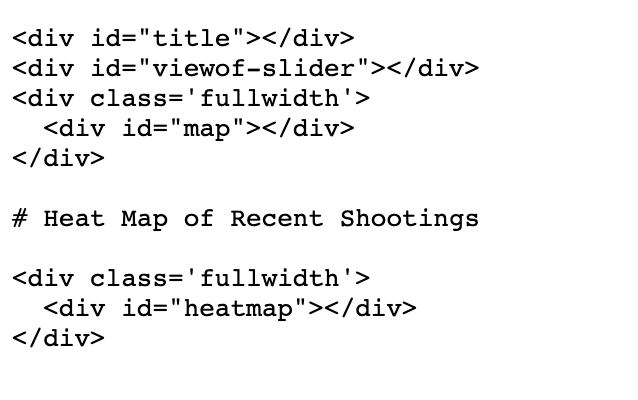 <div id="title"></div>
<div id="viewof-slider"></div>
<div class='fullwidth'>
  <div id="map"></div>
</div>

# Heat Map of Recent Shootings

<div class='fullwidth'>
  <div id="heatmap"></div>
</div>